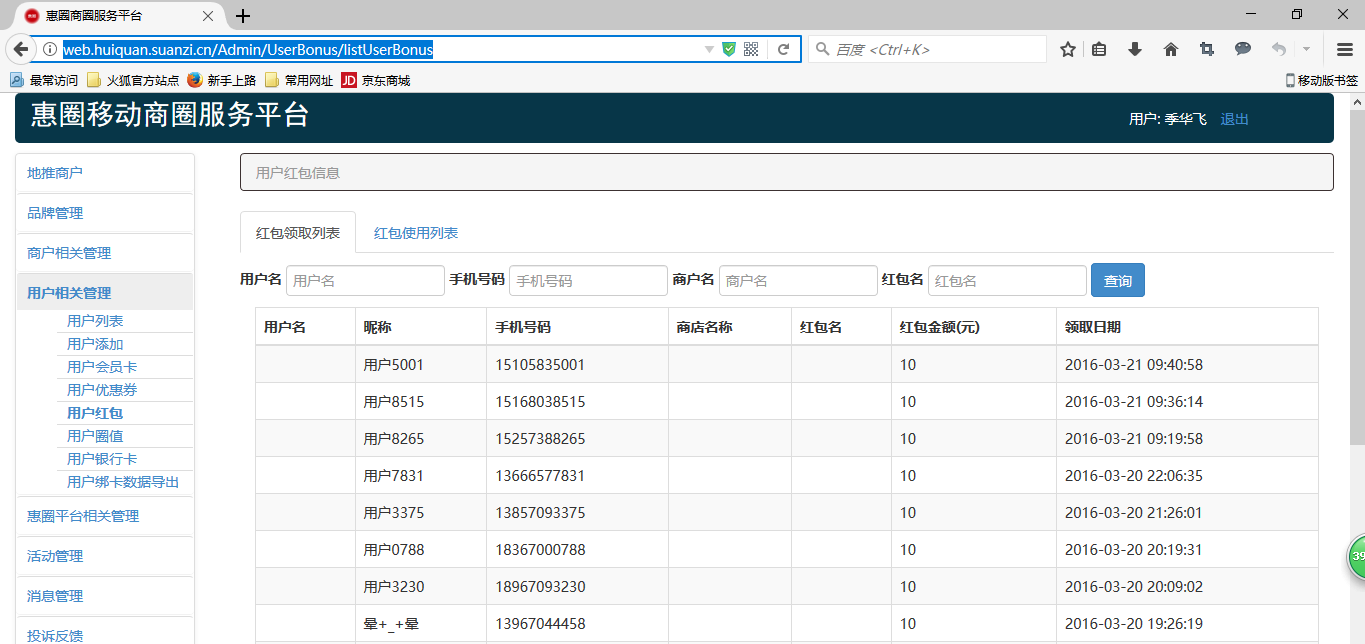 惠圈商圈服务平台
web.huiquan.suanzi.cn/Admin/UserBonus/listUserBonus
百度 <Ctrl+K>
最常访问 火狐官方站点 新手上路 常用网址 JD 京东商城 移动版书签
惠圈移动商圈服务平台
用户: 季华飞 退出
地推商户
品牌管理
商户相关管理
用户相关管理
用户列表
用户添加
用户会员卡
用户优惠券
用户红包
用户圈值
用户银行卡
用户绑卡数据导出
惠圈平台相关管理
活动管理
消息管理
投诉反馈
用户红包信息
红包领取列表 红包使用列表
用户名 用户名 手机号码 手机号码 商户名 商户名 红包名 红包名 查询
用户名 昵称 手机号码 商店名称 红包名 红包金额(元) 领取日期
用户5001 15105835001 10 2016-03-21 09:40:58
用户8515 15168038515 10 2016-03-21 09:36:14
用户8265 15257388265 10 2016-03-21 09:19:58
用户7831 13666577831 10 2016-03-20 22:06:35
用户3375 13857093375 10 2016-03-20 21:26:01
用户0788 18367000788 10 2016-03-20 20:19:31
用户3230 18967093230 10 2016-03-20 20:09:02
晕+_+晕 13967044458 10 2016-03-20 19:26:19